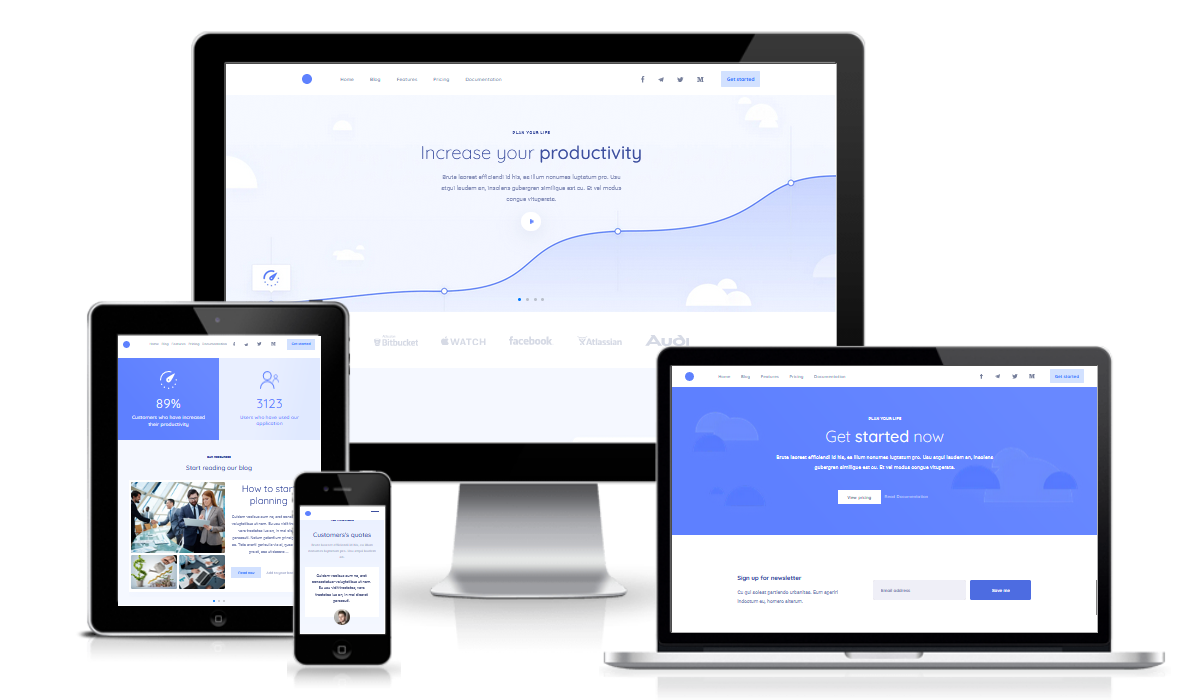 Home Blog Features Pricing Documentation
Get started
PLAN YOUR LIFE
Increase your productivity
Brute laoreet efficiendi id his, ea illum nonumes luptatum pro. Usu
atqui laudem an, insolens gubergren similique est cu. Et vel modus
congue vituperata.
Bitbucket WATCH facebook Atlassian Audi
Home Blog Features Pricing Documentation
Get started
89%
Customers who have increased
their productivity
3123
Users who have used our
application
Start reading our blog
How to star
planning
Read now
Customers's quotes
Home Blog Features Pricing Documentation
Get started
PLAN YOUR LIFE
Get started now
Brute laoreet efficiendi id his, ea illum nonumes luptatum pro. Usu atqui laudem an, insolens
gubergren similique est cu. Et vel modus congue vituperata.
View pricing
Read Documentation
Sign up for newsletter
Cu qui soleat partiendo urbanitas. Eum aperiri
indoctum eu, homero alterum.
Email address
Save me